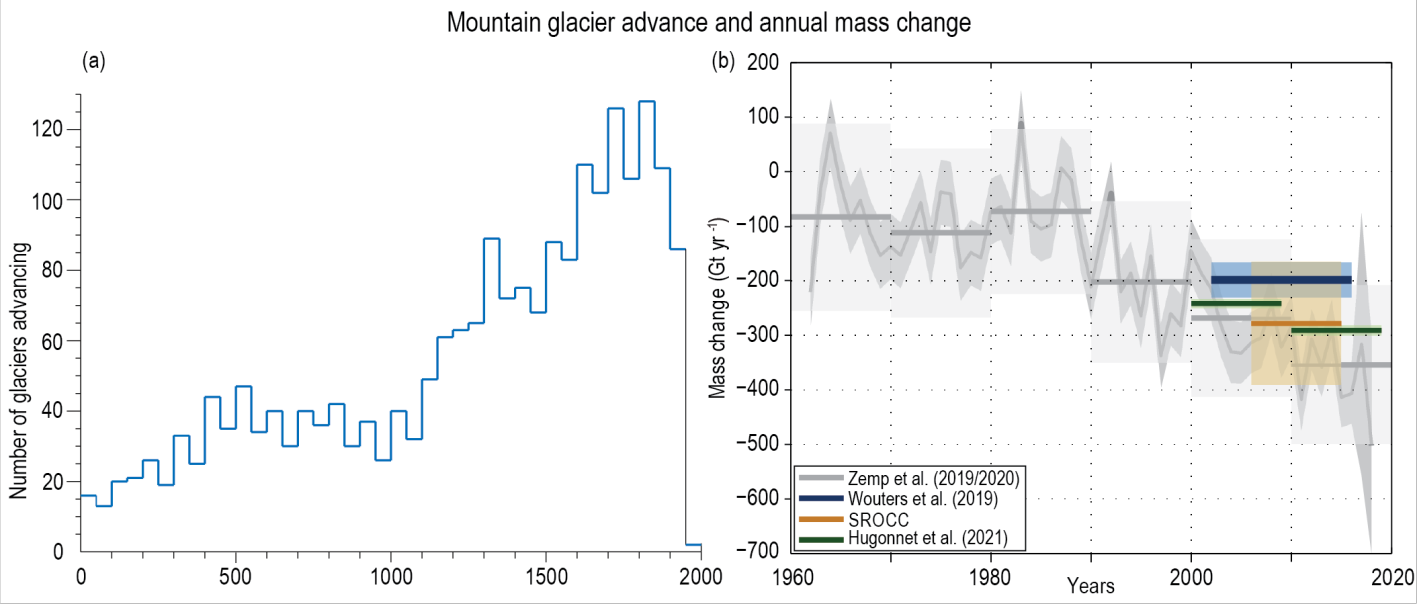 Mountain glacier advance and annual mass change
(a)
Number of glaciers advancing
120
100
80
60
40
20
0
0
500
1000
1500
2000
(b)
Mass change (Gt yr⁻¹)
200
100
0
−100
−200
−300
−400
−500
−600
−700
Zemp et al. (2019/2020)
Wouters et al. (2019)
SROCC
Hugonnet et al. (2021)
1960
1980
2000
2020
Years